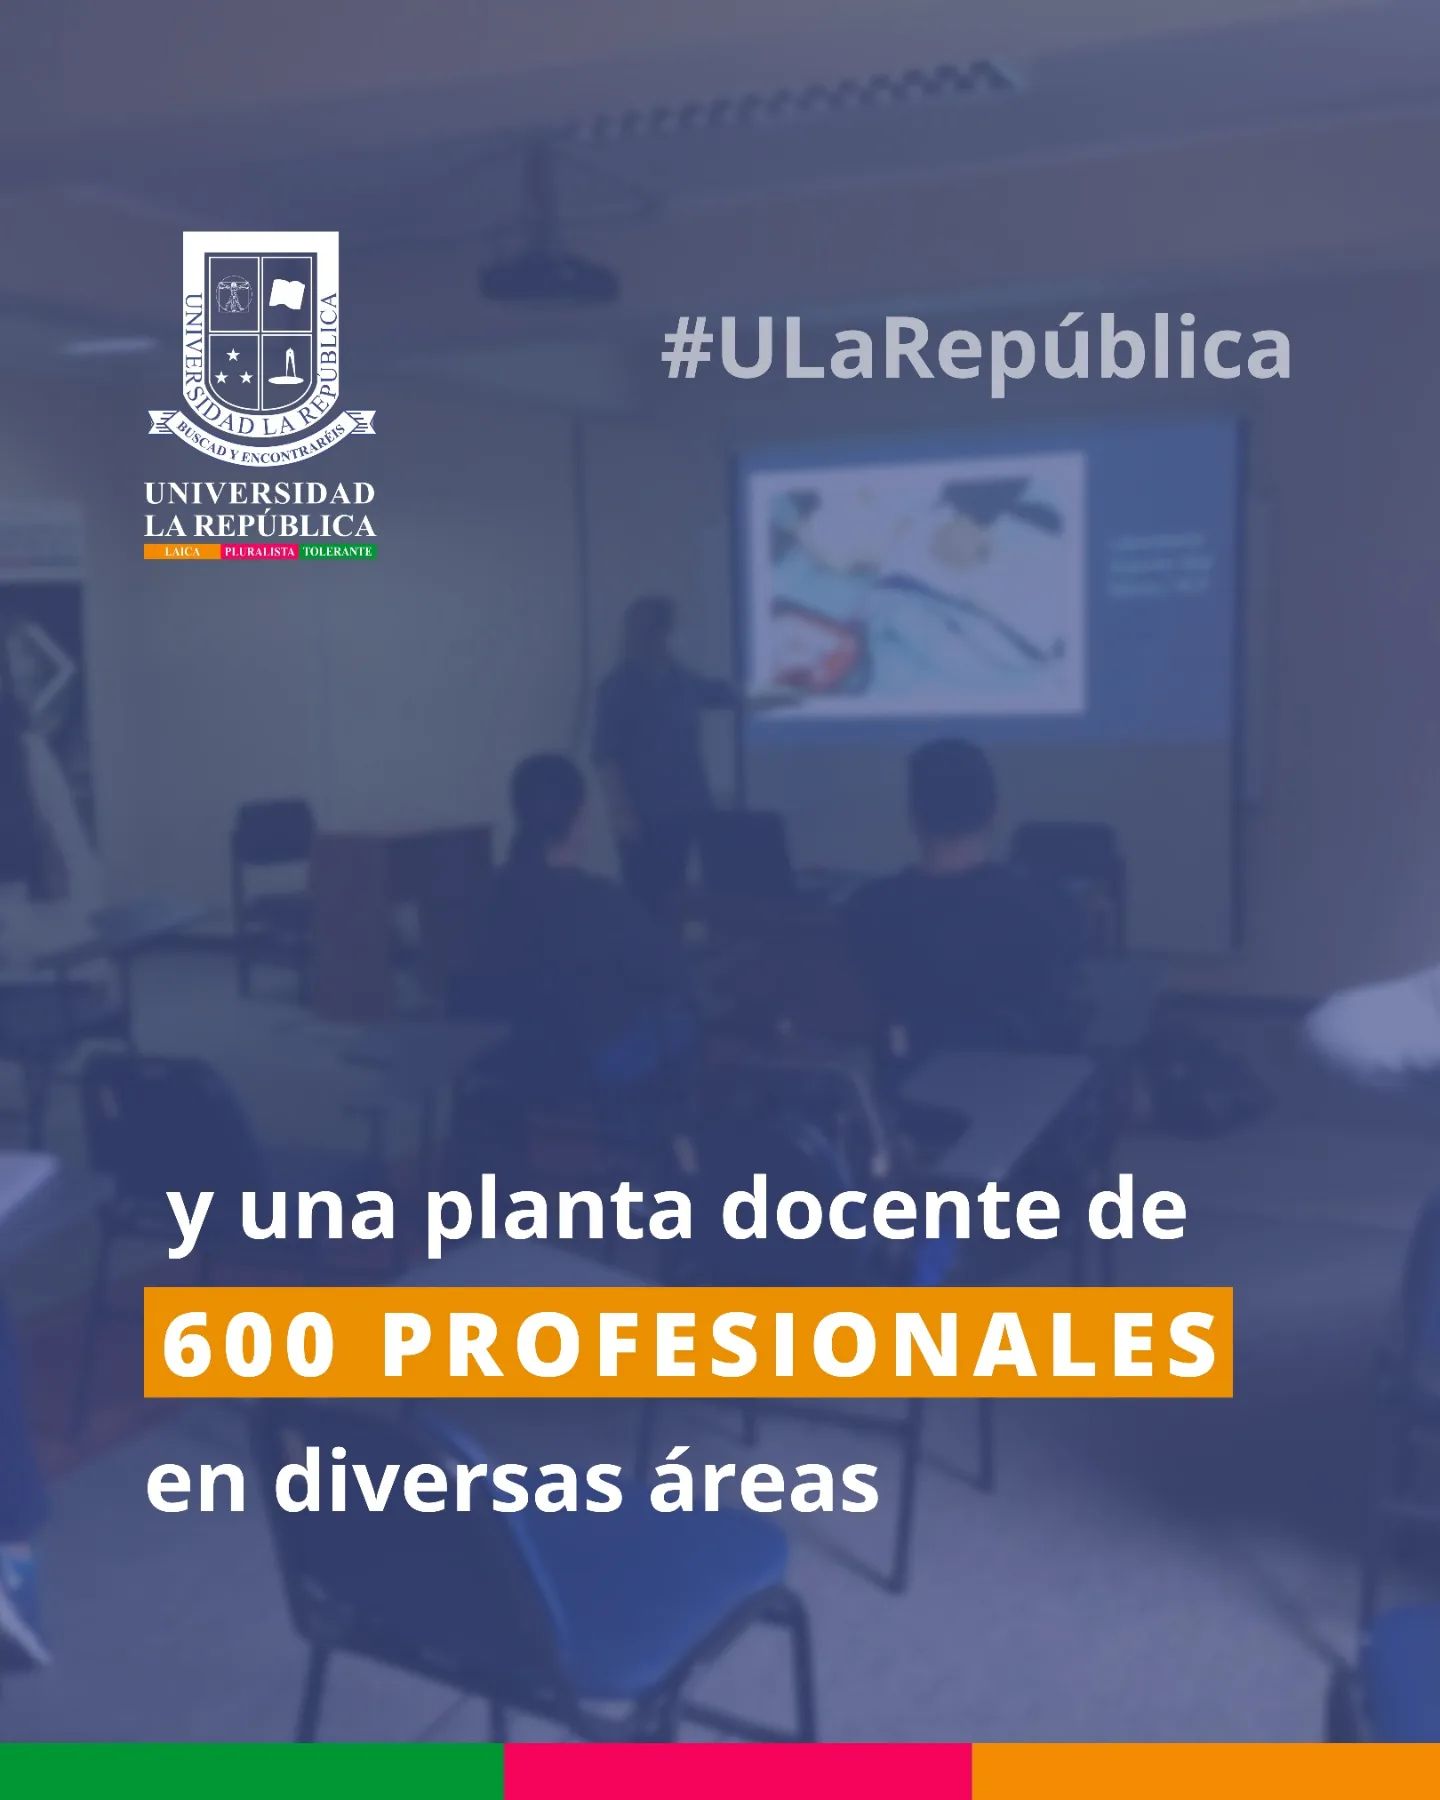 UNIVERSIDAD LA REPÚBLICA
BUSCAD Y ENCONTRARÉIS
UNIVERSIDAD
LA REPÚBLICA
LAICA PLURALISTA TOLERANTE
#ULaRepública
y una planta docente de
600 PROFESIONALES
en diversas áreas